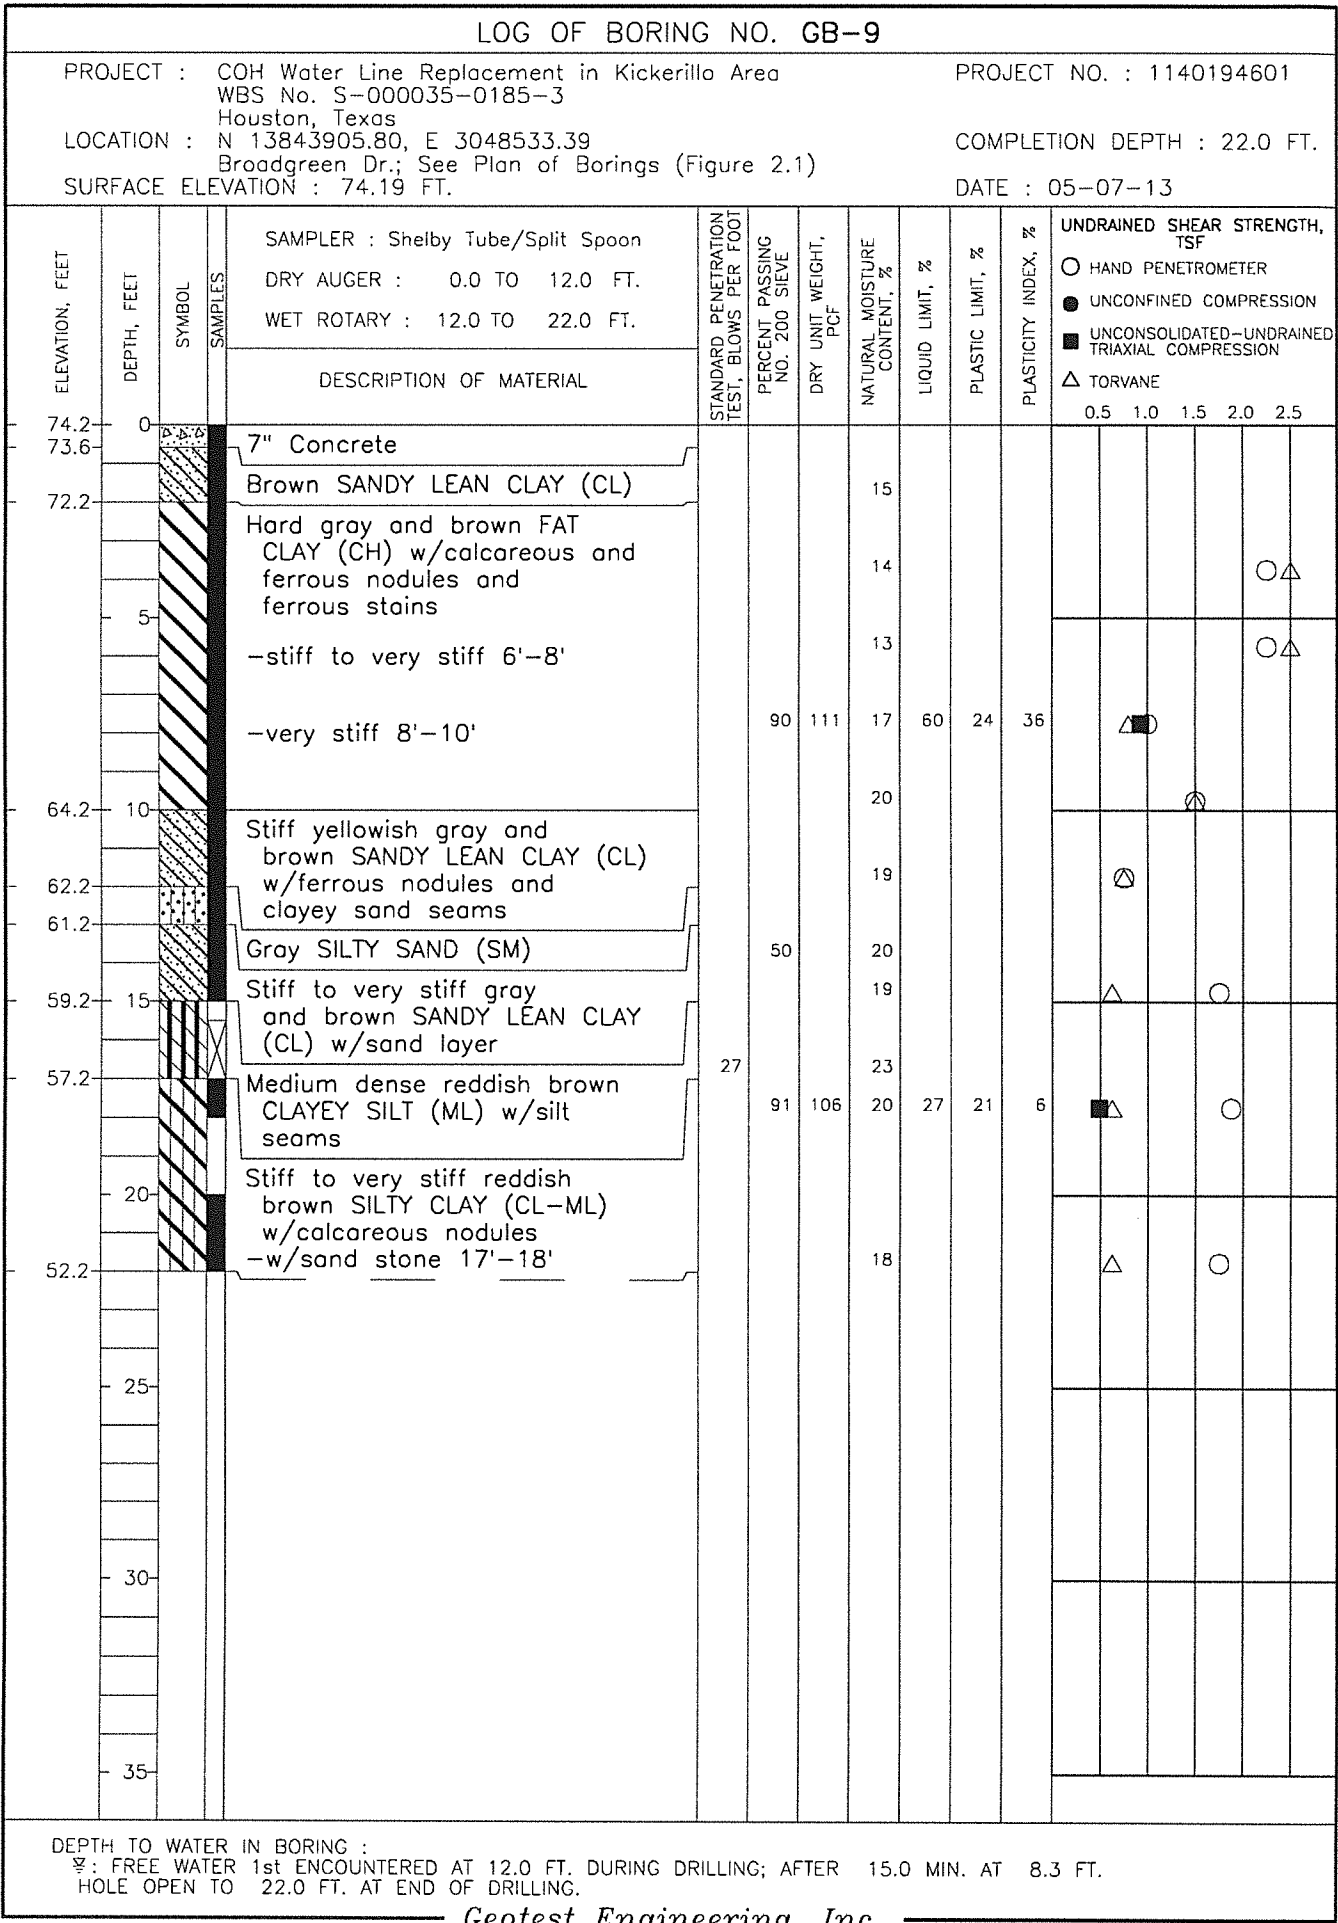 LOG OF BORING NO. GB-9
PROJECT : COH Water Line Replacement in Kickerillo Area
PROJECT NO. : 1140194601
WBS No. S-000035-0185-3
Houston, Texas
LOCATION : N 13843905.80, E 3048533.39
COMPLETION DEPTH : 22.0 FT.
Broadgreen Dr.; See Plan of Borings (Figure 2.1)
SURFACE ELEVATION : 74.19 FT.
DATE : 05-07-13
ELEVATION, FEET
DEPTH, FEET
SYMBOL
SAMPLES
SAMPLER : Shelby Tube/Split Spoon
DRY AUGER : 0.0 TO 12.0 FT.
WET ROTARY : 12.0 TO 22.0 FT.
DESCRIPTION OF MATERIAL
STANDARD PENETRATION
TEST, BLOWS PER FOOT
PERCENT PASSING
NO. 200 SIEVE
DRY UNIT WEIGHT,
PCF
NATURAL MOISTURE
CONTENT, %
LIQUID LIMIT, %
PLASTIC LIMIT, %
PLASTICITY INDEX, %
UNDRAINED SHEAR STRENGTH,
TSF
HAND PENETROMETER
UNCONFINED COMPRESSION
UNCONSOLIDATED-UNDRAINED
TRIAXIAL COMPRESSION
TORVANE
0.5 1.0 1.5 2.0 2.5
74.2 0
73.6 7" Concrete
Brown SANDY LEAN CLAY (CL) 15
72.2
Hard gray and brown FAT
CLAY (CH) w/calcareous and
14
ferrous nodules and
ferrous stains
5
13
-stiff to very stiff 6'-8'
90 111 17 60 24 36
-very stiff 8'-10'
20
64.2 10
Stiff yellowish gray and
brown SANDY LEAN CLAY (CL)
19
62.2 w/ferrous nodules and
clayey sand seams
61.2
Gray SILTY SAND (SM) 50 20
Stiff to very stiff gray 19
59.2 15
and brown SANDY LEAN CLAY
(CL) w/sand layer
27 23
57.2
Medium dense reddish brown
CLAYEY SILT (ML) w/silt
91 106 20 27 21 6
seams
Stiff to very stiff reddish
20
brown SILTY CLAY (CL-ML)
w/calcareous nodules
-w/sand stone 17'-18' 18
52.2
25
30
35
DEPTH TO WATER IN BORING :
: FREE WATER 1st ENCOUNTERED AT 12.0 FT. DURING DRILLING; AFTER 15.0 MIN. AT 8.3 FT.
HOLE OPEN TO 22.0 FT. AT END OF DRILLING.
Geotest Engineering, Inc.